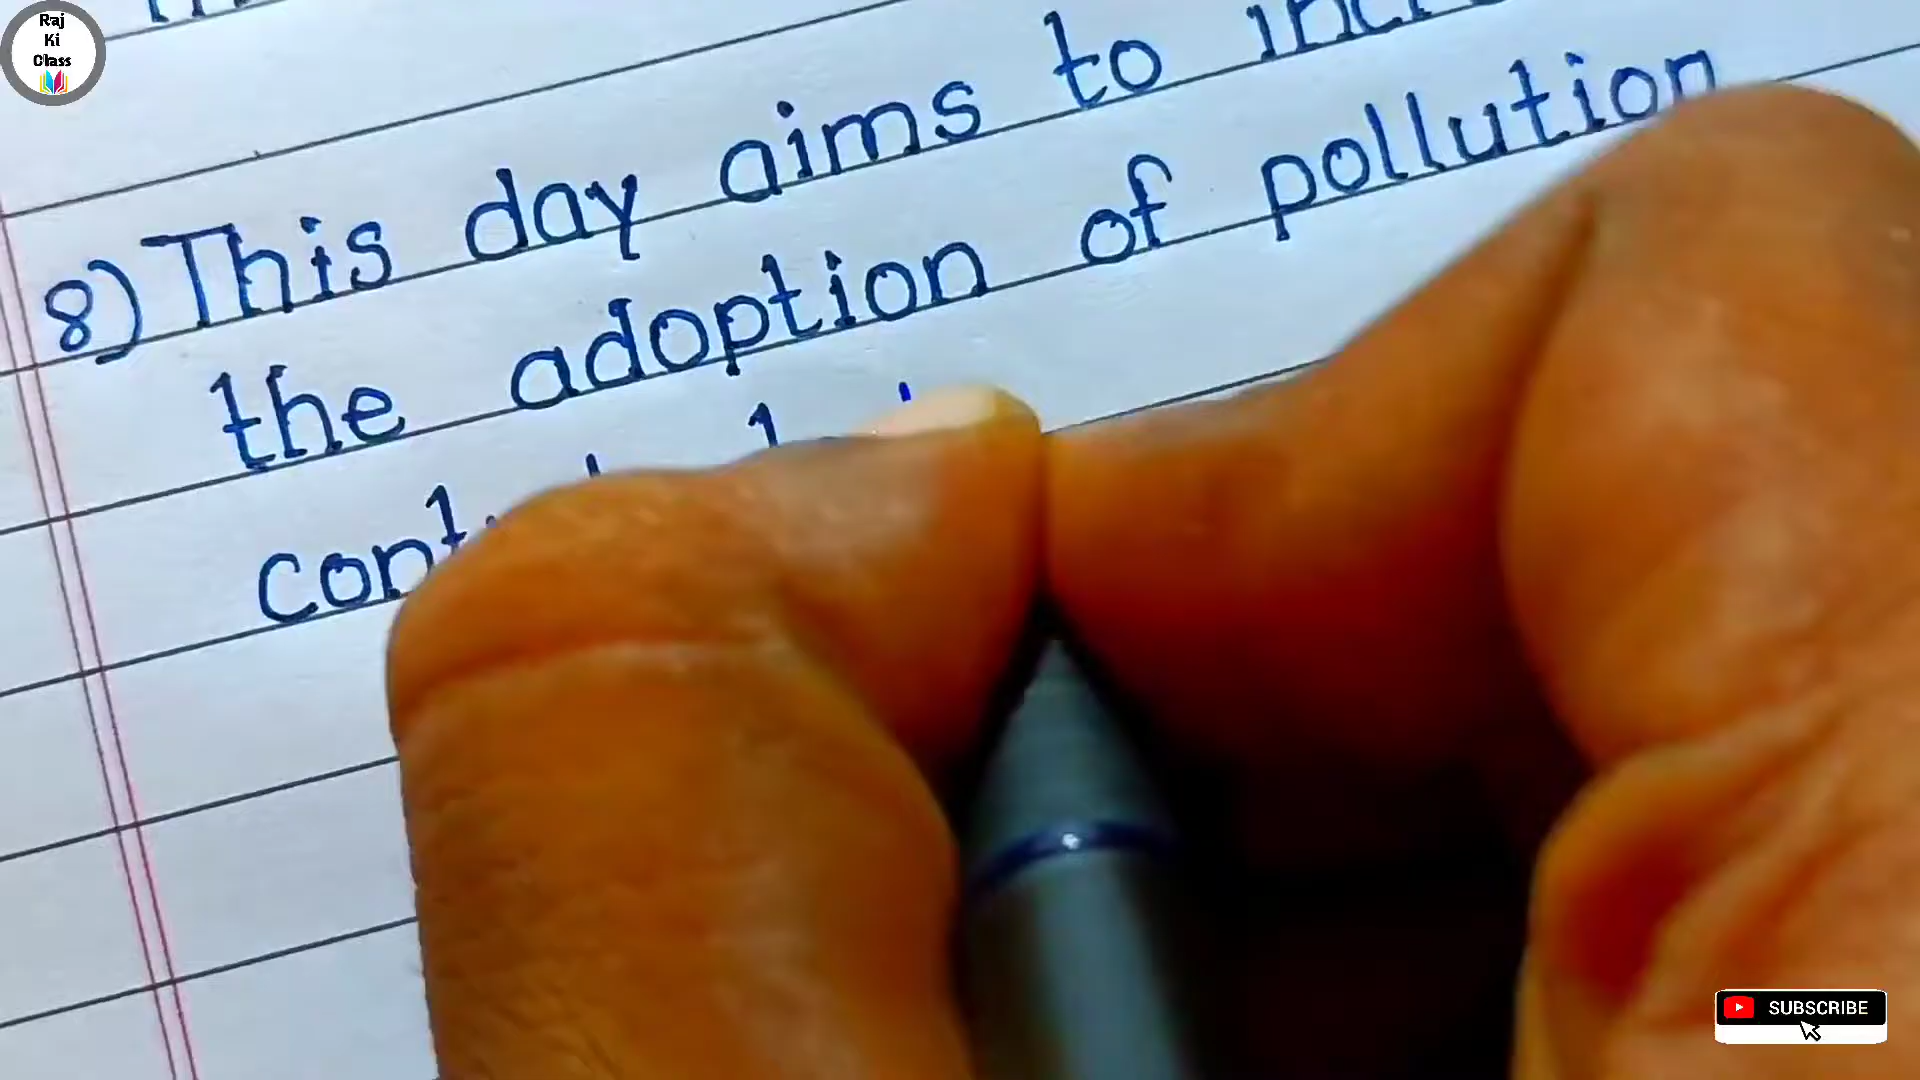 Raj
Ki
Class
8) This day aims to
the adoption of pollution
SUBSCRIBE